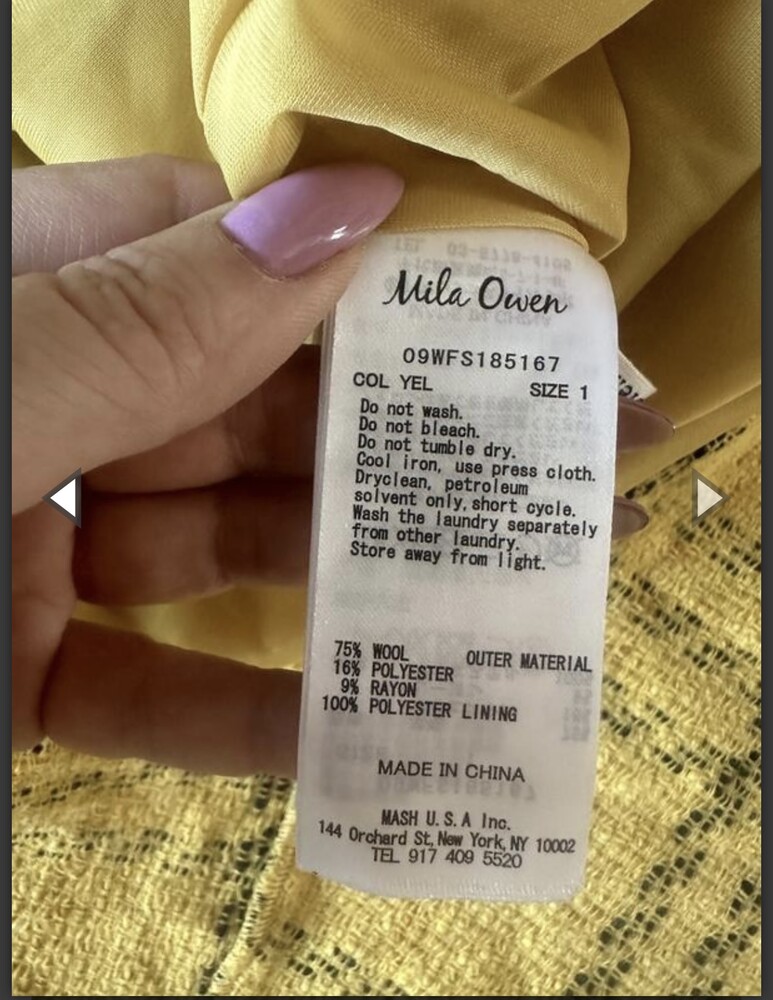 Mila Owen
09WFS185167
COL YEL SIZE 1
Do not wash.
Do not bleach.
Do not tumble dry.
Cool iron, use press cloth.
Dryclean, petroleum
solvent only, short cycle.
Wash the laundry separately
from other laundry.
Store away from light.
75% WOOL OUTER MATERIAL
16% POLYESTER
9% RAYON
100% POLYESTER LINING
MADE IN CHINA
MASH U.S.A Inc.
144 Orchard St, New York, NY 10002
TEL 917 409 5520